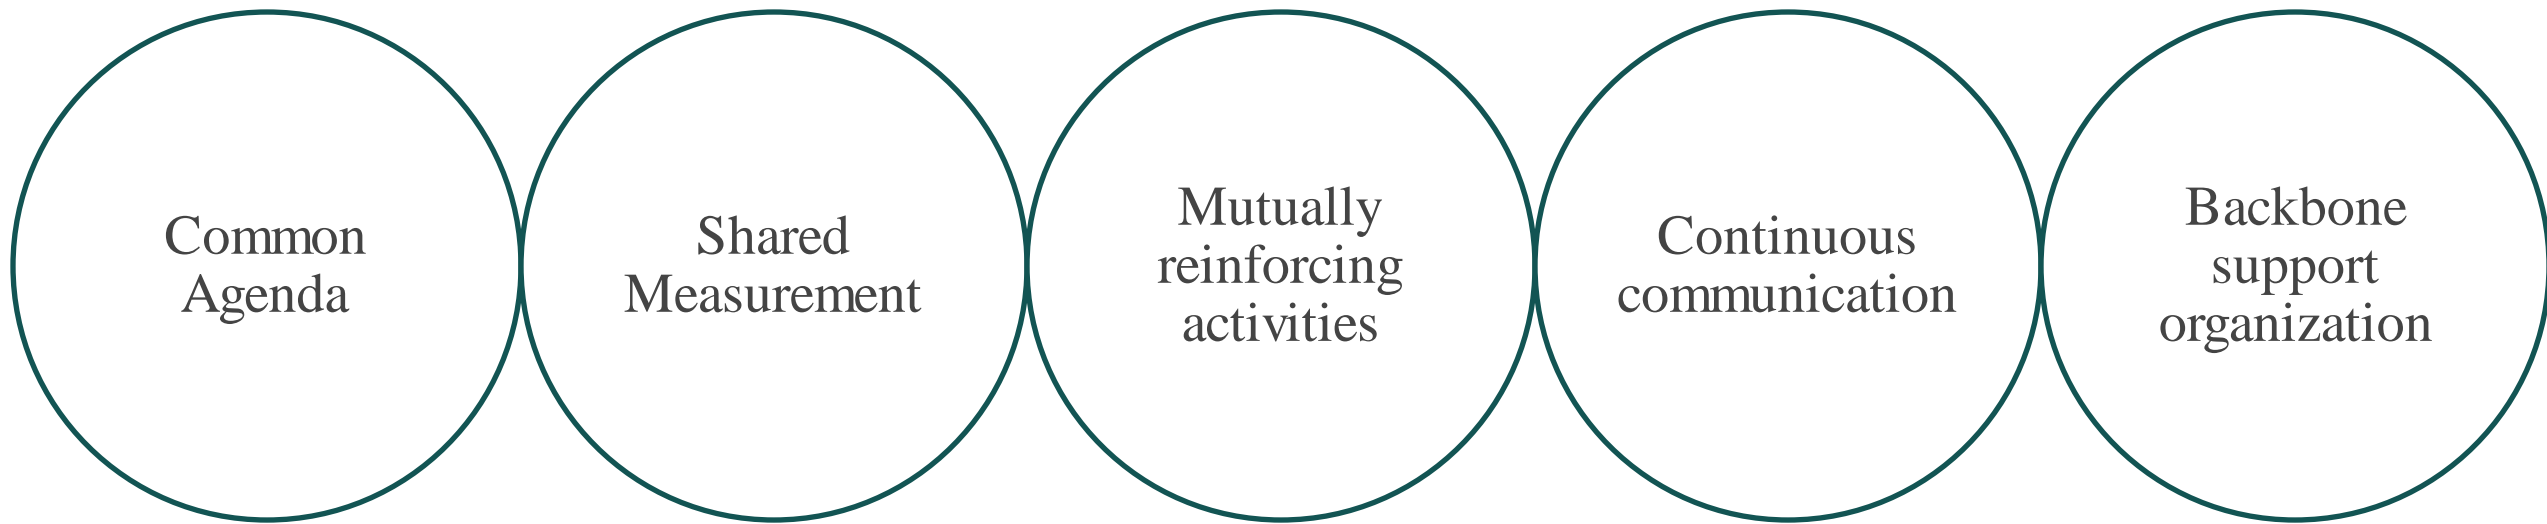 Common
Agenda
Shared
Measurement
Mutually
reinforcing
activities
Continuous
communication
Backbone
support
organization